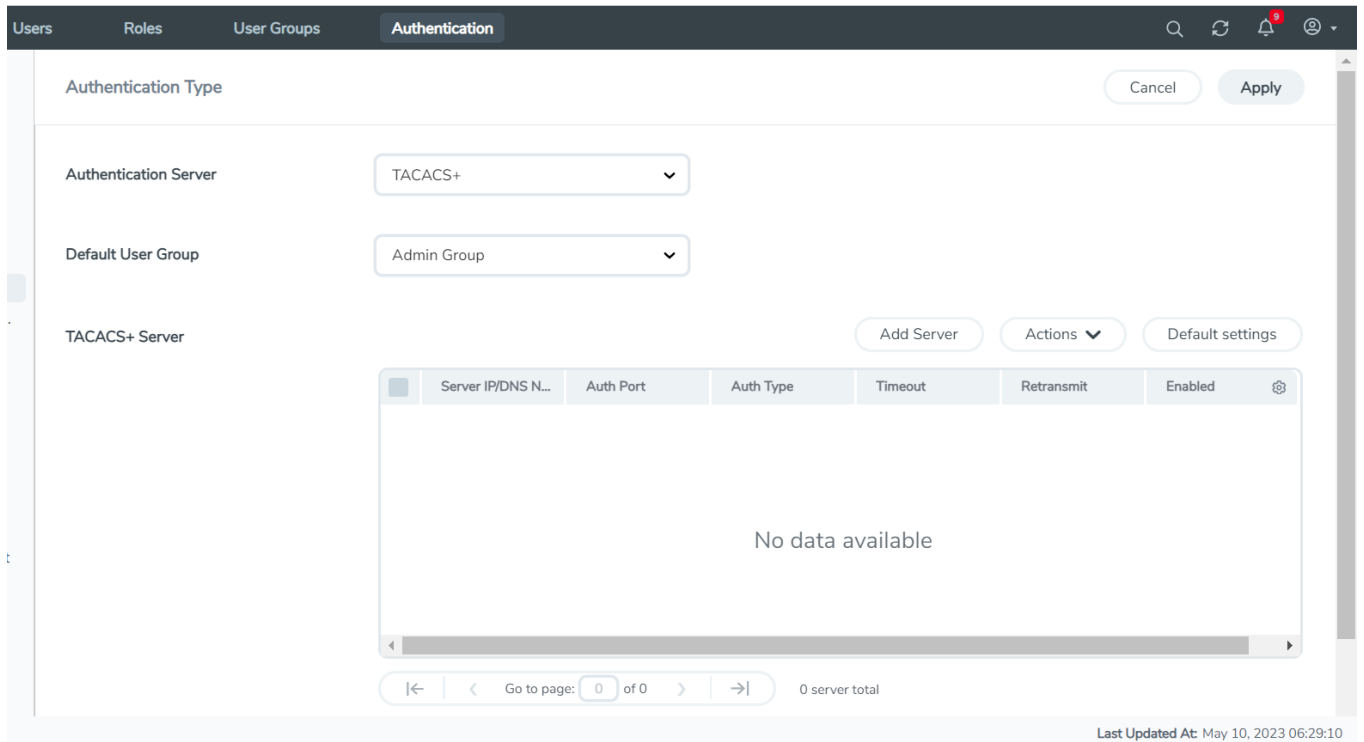 Users Roles User Groups Authentication 9
Authentication Type Cancel Apply
Authentication Server TACACS+
Default User Group Admin Group
TACACS+ Server Add Server Actions Default settings
Server IP/DNS N... Auth Port Auth Type Timeout Retransmit Enabled
No data available
t
Go to page: 0 of 0 0 server total
Last Updated At: May 10, 2023 06:29:10